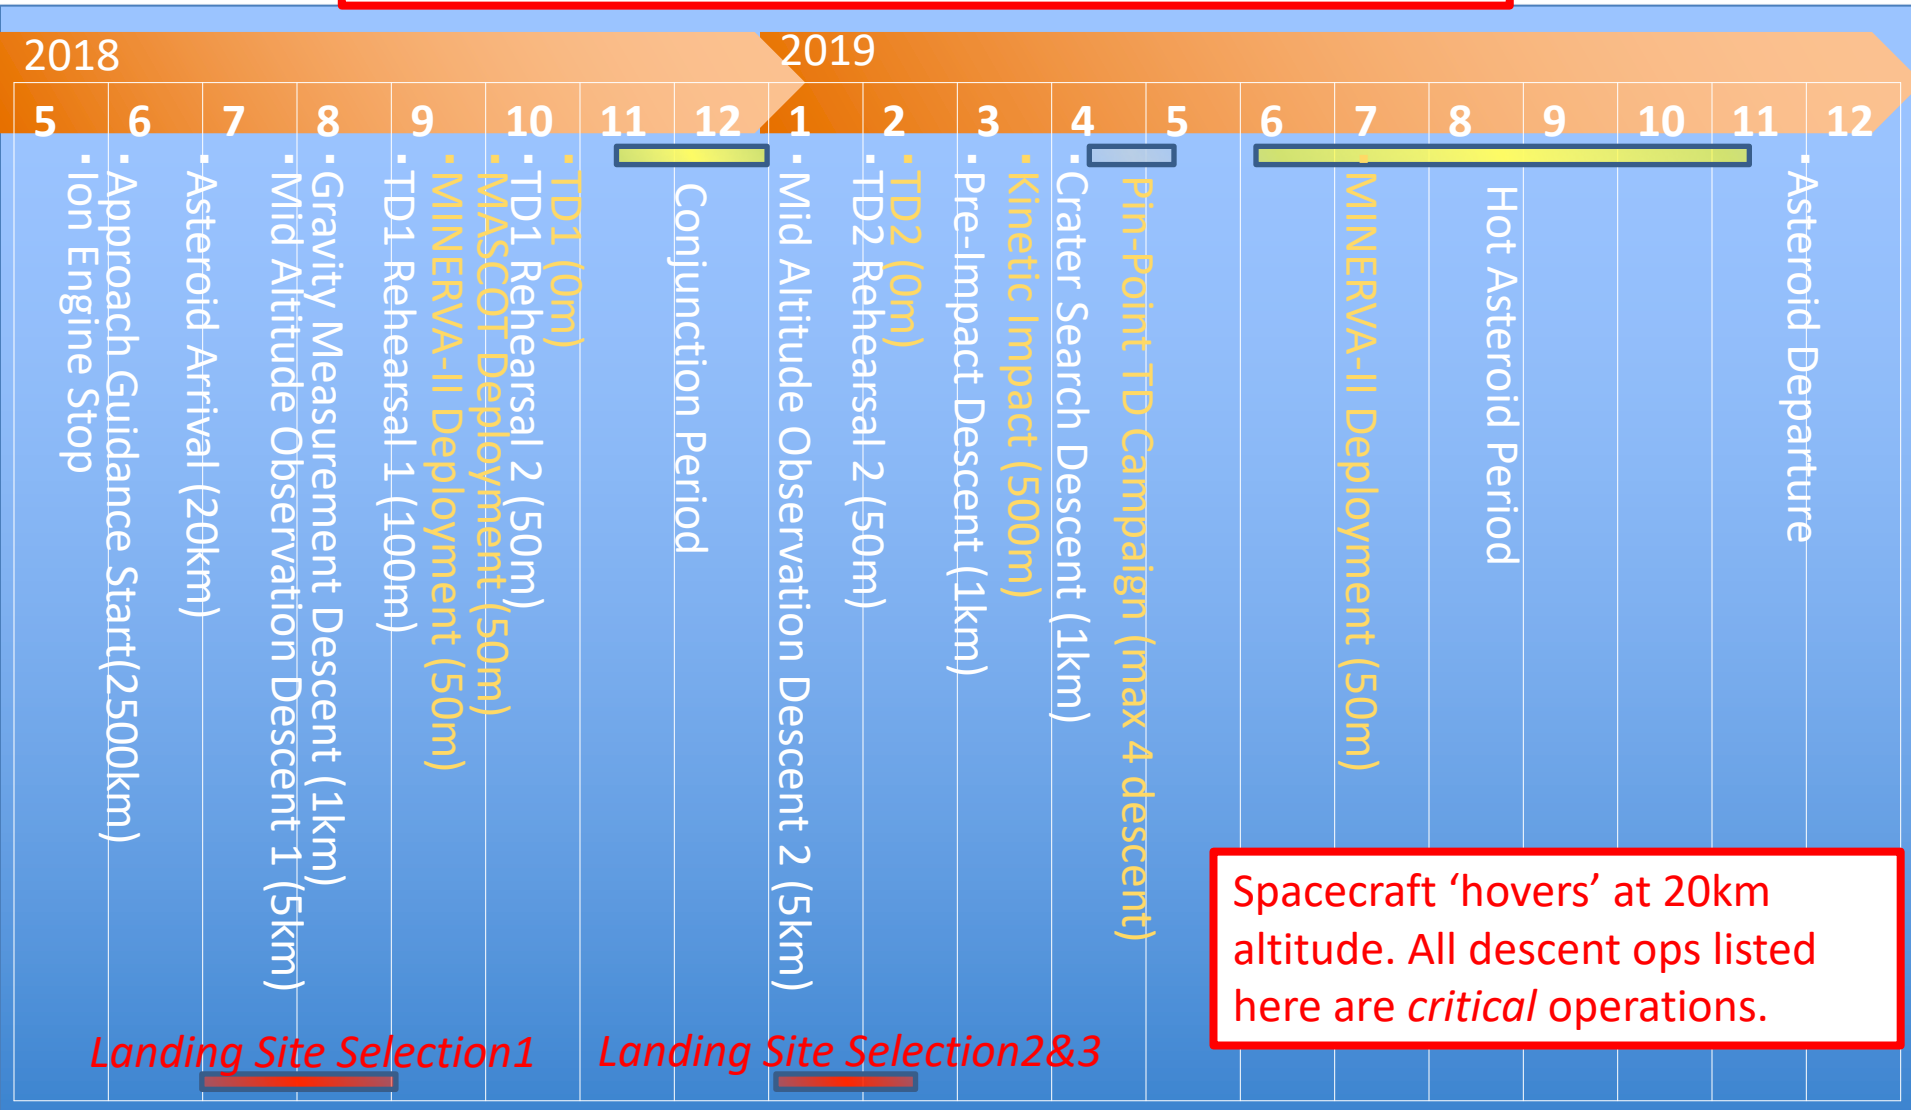 2018
2019
5 6 7 8 9 10 11 12 1 2 3 4 5 6 7 8 9 10 11 12
Ion Engine Stop
Approach Guidance Start(2500km)
Asteroid Arrival (20km)
Mid Altitude Observation Descent 1 (5km)
Gravity Measurement Descent (1km)
TD1 Rehearsal 1 (100m)
MINERVA-II Deployment (50m)
MASCOT Deployment (50m)
TD1 Rehearsal 2 (50m)
TD1 (0m)
Conjunction Period
Mid Altitude Observation Descent 2 (5km)
TD2 Rehearsal 2 (50m)
TD2 (0m)
Pre-Impact Descent (1km)
Kinetic Impact (500m)
Crater Search Descent (1km)
Pin-Point TD Campaign (max 4 descent)
MINERVA-II Deployment (50m)
Hot Asteroid Period
Asteroid Departure
Spacecraft ‘hovers’ at 20km
altitude. All descent ops listed
here are critical operations.
Landing Site Selection1
Landing Site Selection2&3